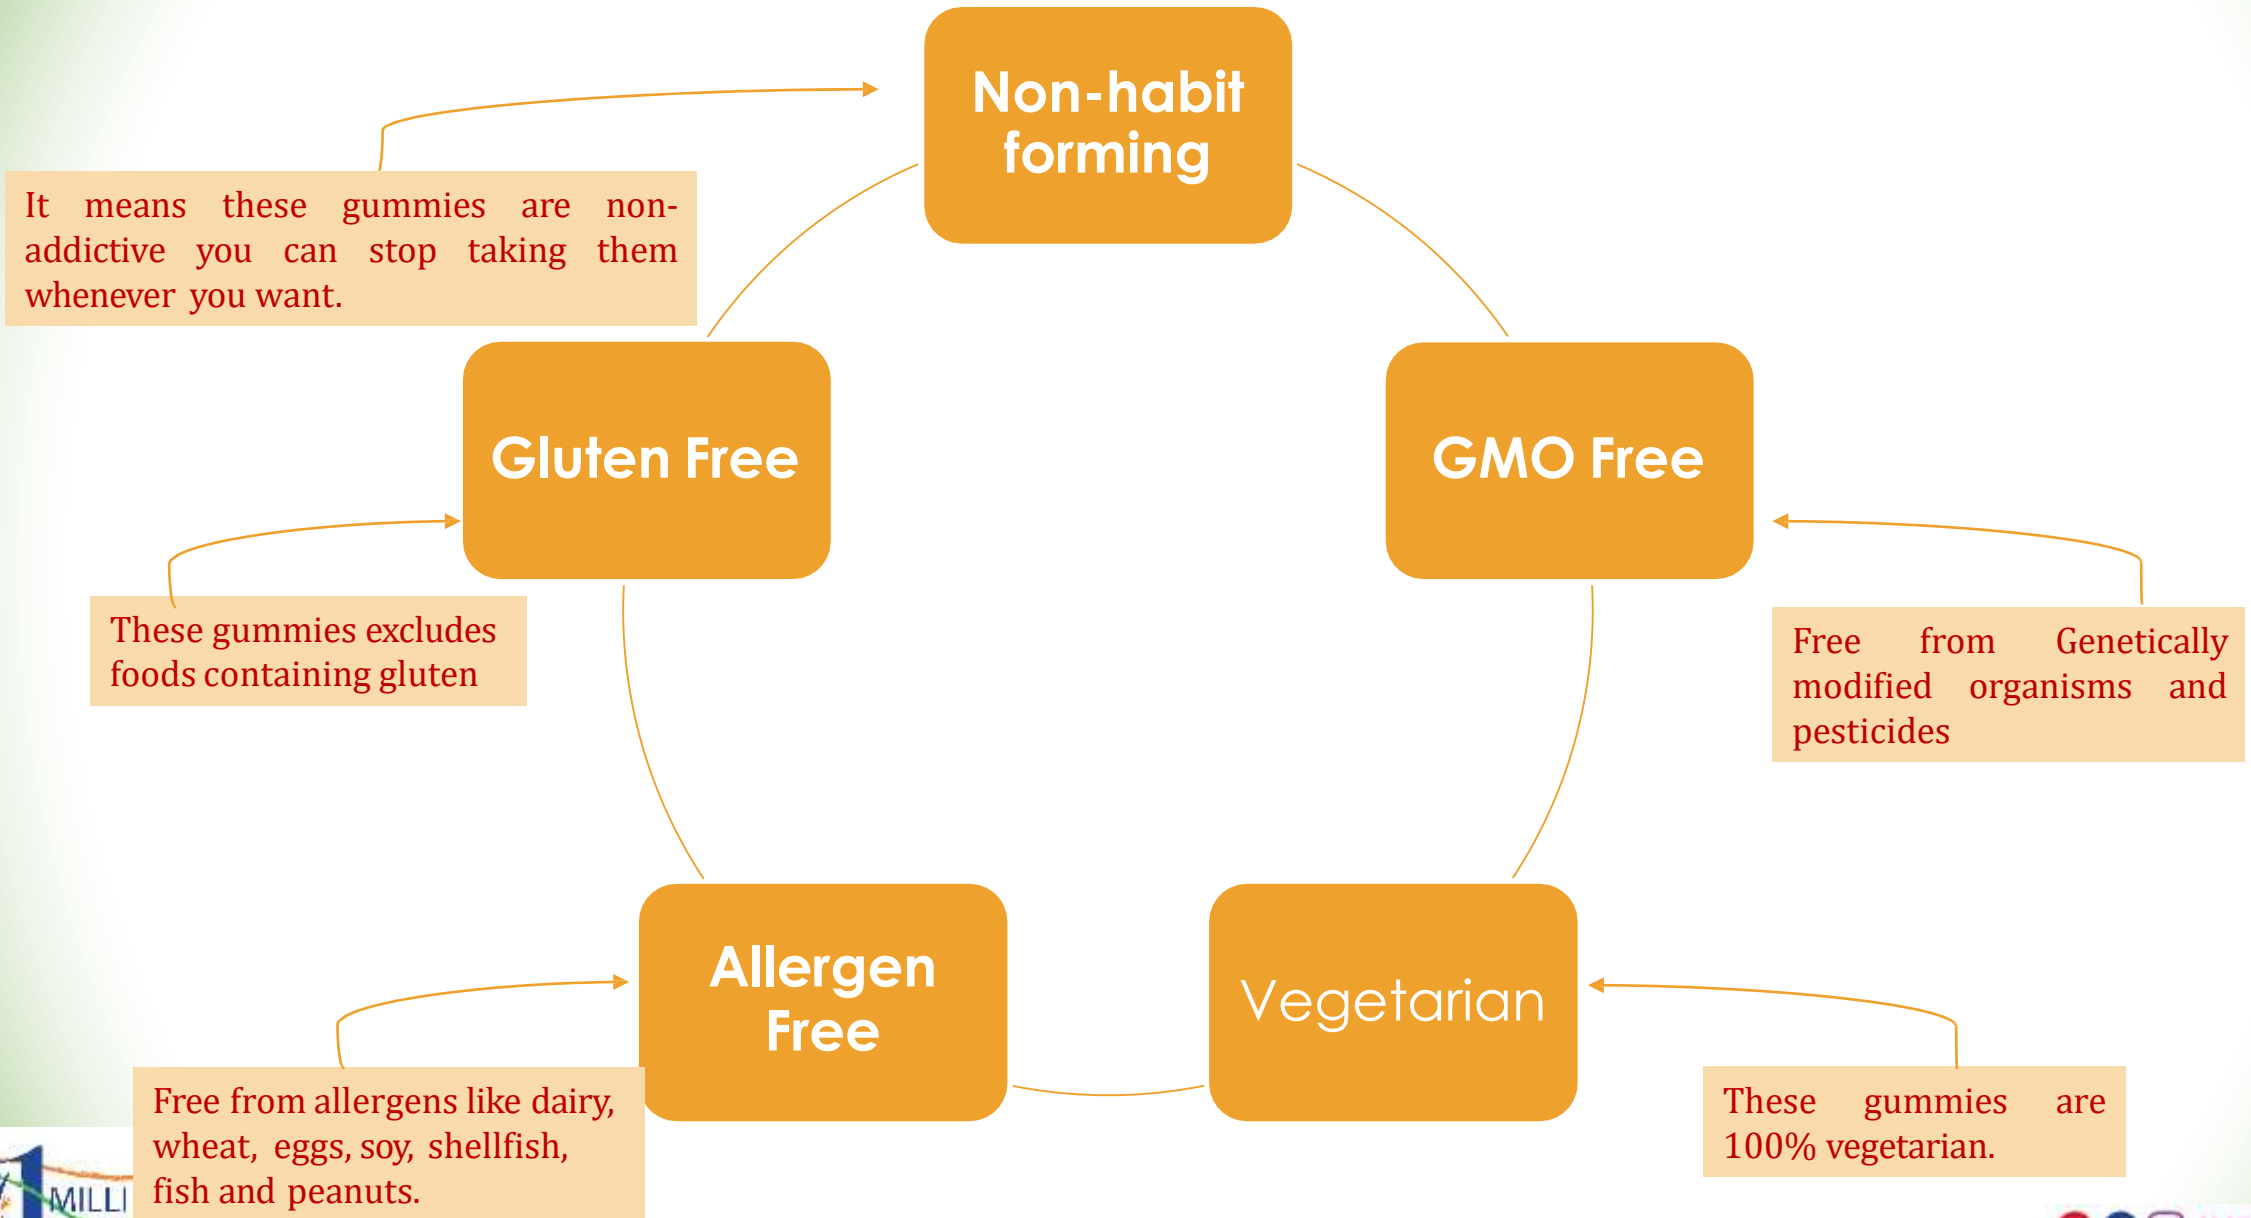 Non-habit
forming
It means these gummies are non-
addictive you can stop taking them
whenever you want.
Gluten Free
GMO Free
These gummies excludes
foods containing gluten
Free from Genetically
modified organisms and
pesticides
Allergen
Free
Vegetarian
Free from allergens like dairy,
wheat, eggs, soy, shellfish,
fish and peanuts.
These gummies are
100% vegetarian.
1
MILLI